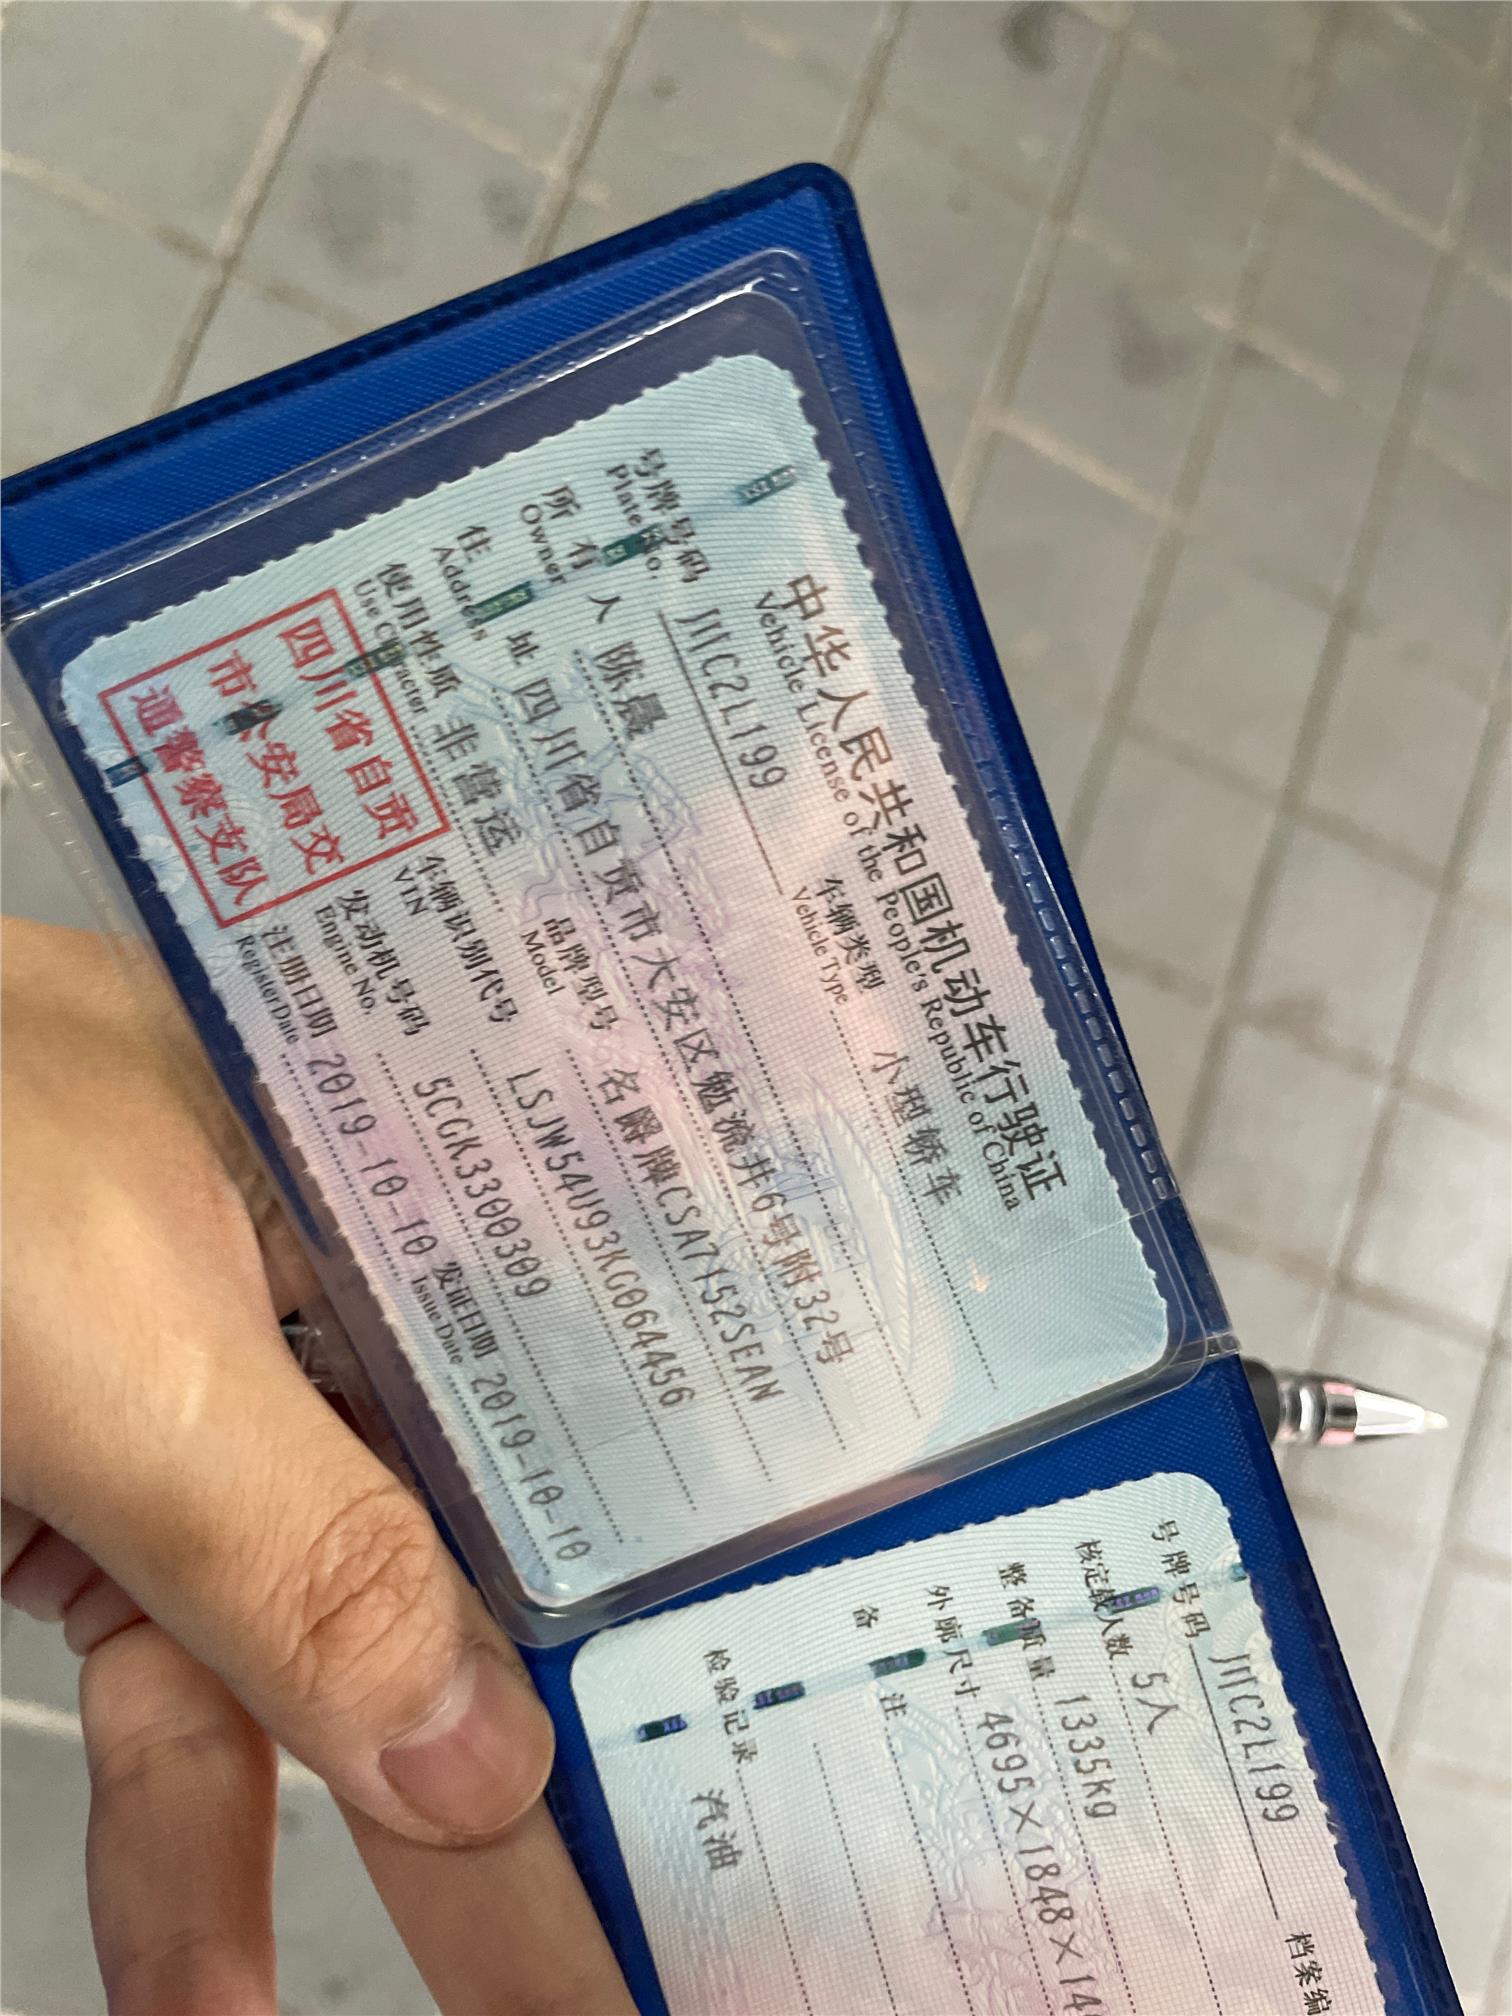 中华人民共和国机动车行驶证
Vehicle License of the People's Republic of China
号牌号码 川C2L199 车辆类型 小型轿车
Plate No. Vehicle Type
所有人 陈晨
Owner
住址 四川省自贡市大安区勉流井6号附32号
Address
使用性质 非营运 品牌型号 名爵牌CSA7152SEAN
Use Character Model
车辆识别代号 LSJW54U93KG064456
VIN
发动机号码 5CGK3300309
Engine No.
注册日期 2019-10-10 发证日期 2019-10-10
Register Date Issue Date
四川省自贡
市公安局交
通警察支队
号牌号码 川C2L199 档案编
核定载人数 5人
整备质量 1335kg
外廓尺寸 4695×1848×14
备注
检验记录 汽油